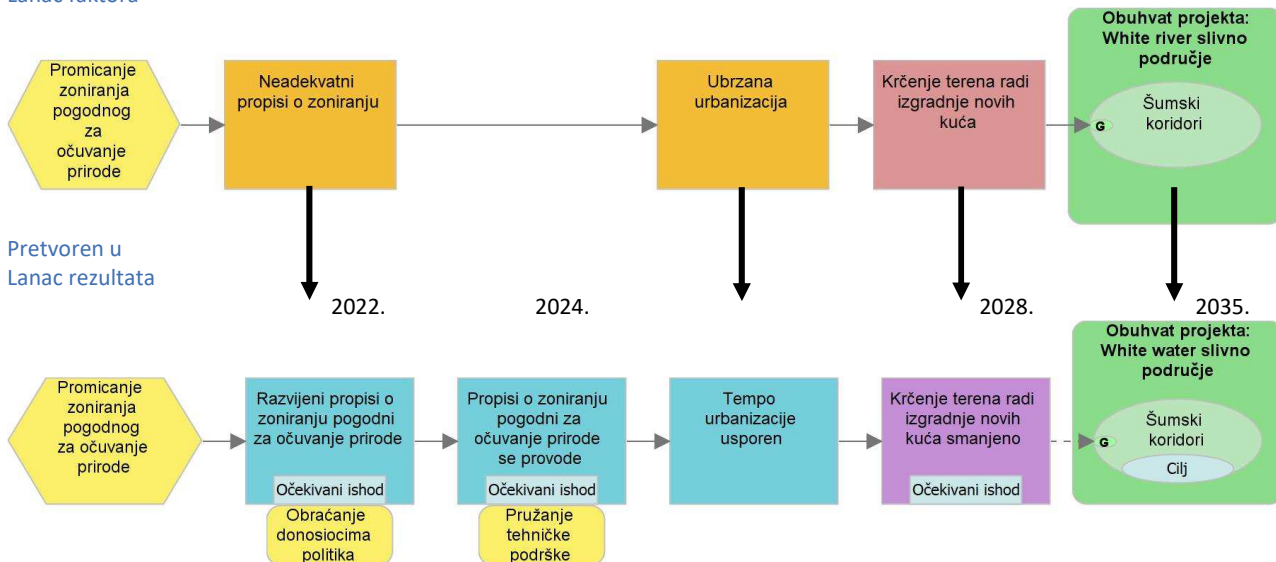 Lanac faktora
Promicanje
zoniranja
pogodnog
za
očuvanje
prirode
Neadekvatni
propisi o zoniranju
Ubrzana
urbanizacija
Krčenje terena radi
izgradnje novih
kuća
Obuhvat projekta:
White river slivno
područje
Šumski
koridori
G
Pretvoren u
Lanac rezultata
2022.
2024.
2028.
2035.
Promicanje
zoniranja
pogodnog
za očuvanje
prirode
Razvijeni propisi o
zoniranju pogodni
za očuvanje prirode
Očekivani ishod
Obraćanje
donosiocima
politika
Propisi o zoniranju
pogodni za
očuvanje prirode
se provode
Očekivani ishod
Pružanje
tehničke
podrške
Tempo
urbanizacije
usporen
Krčenje terena radi
izgradnje novih
kuća smanjeno
Očekivani ishod
Obuhvat projekta:
White water slivno
područje
Šumski
koridori
G
Cilj